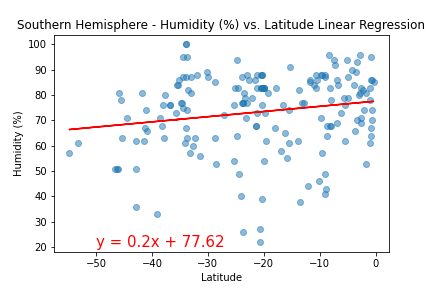 Southern Hemisphere - Humidity (%) vs. Latitude Linear Regression
100
90
80
70
60
50
40
30
20
Humidity (%)
y = 0.2x + 77.62
−50 −40 −30 −20 −10 0
Latitude